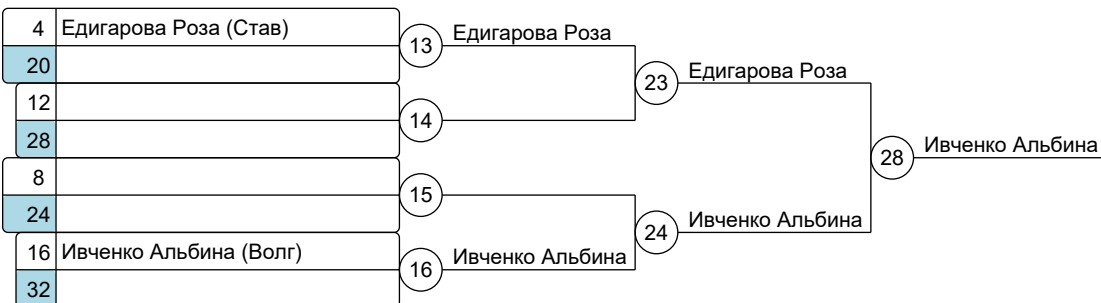 4 Едигарова Роза (Став)
13 Едигарова Роза
20
23 Едигарова Роза
12
14
28
28 Ивченко Альбина
8
15
24
24 Ивченко Альбина
16 Ивченко Альбина (Волг)
16 Ивченко Альбина
32